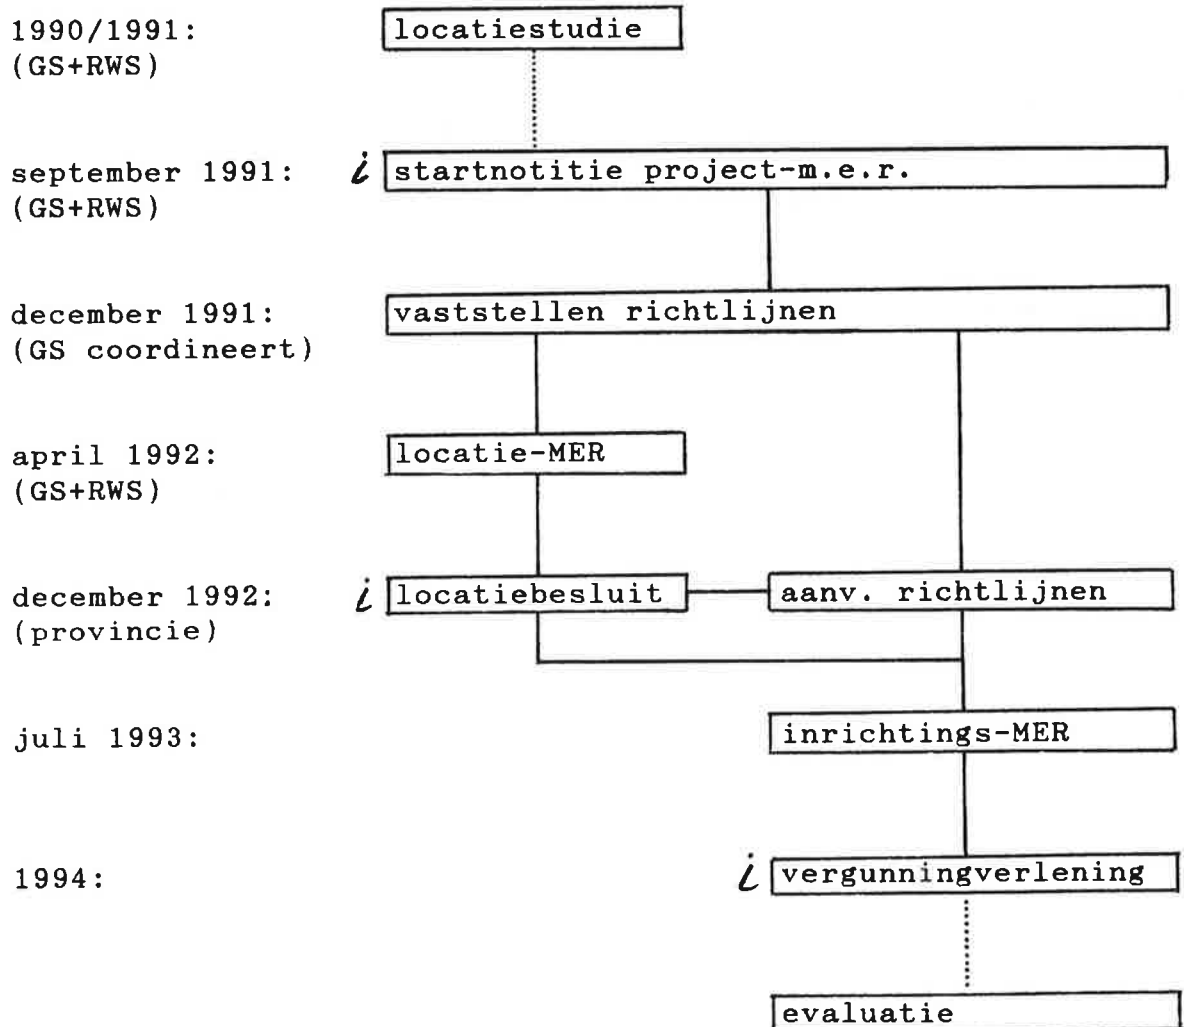 1990/1991: locatiestudie
(GS+RWS)
september 1991: i startnotitie project-m.e.r.
(GS+RWS)
december 1991: vaststellen richtlijnen
(GS coordineert)
april 1992: locatie-MER
(GS+RWS)
december 1992: i locatiebesluit aanv. richtlijnen
(provincie)
juli 1993: inrichtings-MER
1994: i vergunningverlening
evaluatie